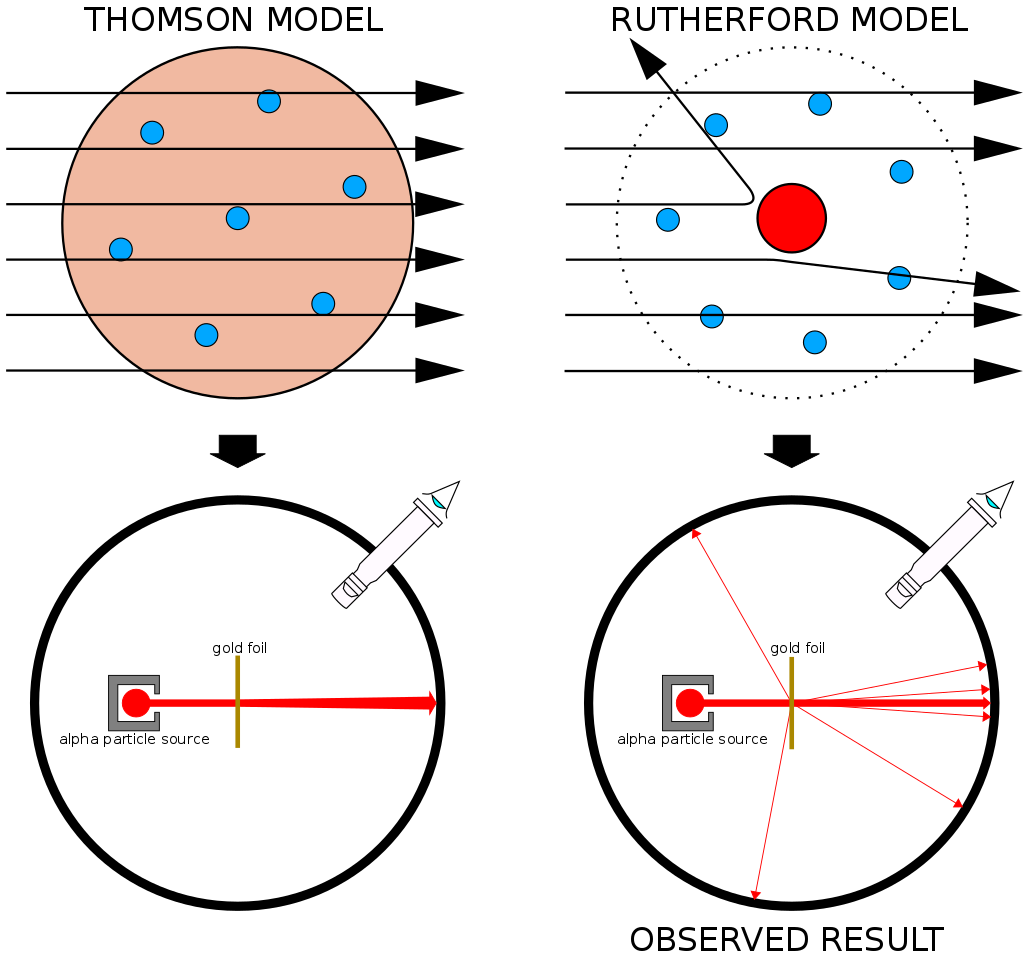 THOMSON MODEL
RUTHERFORD MODEL
gold foil
alpha particle source
gold foil
alpha particle source
OBSERVED RESULT